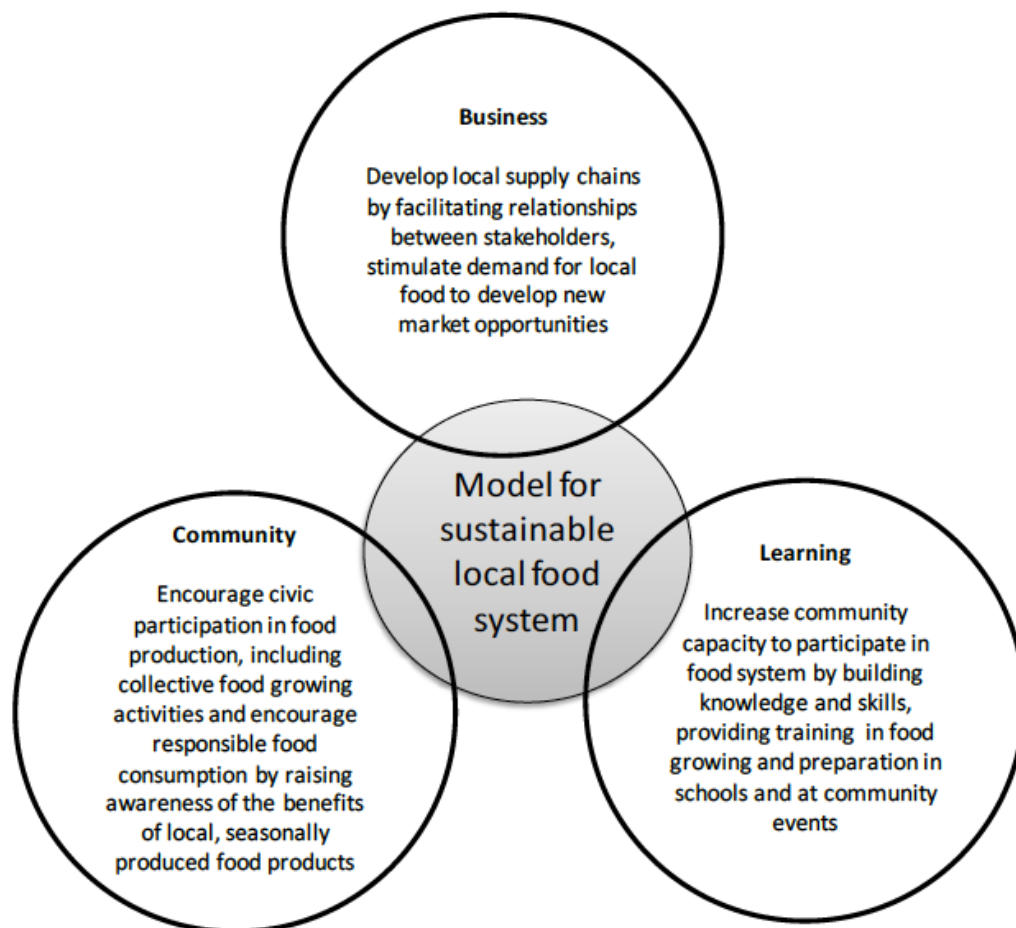 Business
Develop local supply chains
by facilitating relationships
between stakeholders,
stimulate demand for local
food to develop new
market opportunities
Model for
sustainable
local food
system
Community
Encourage civic
participation in food
production, including
collective food growing
activities and encourage
responsible food
consumption by raising
awareness of the benefits
of local, seasonally
produced food products
Learning
Increase community
capacity to participate in
food system by building
knowledge and skills,
providing training in food
growing and preparation in
schools and at community
events